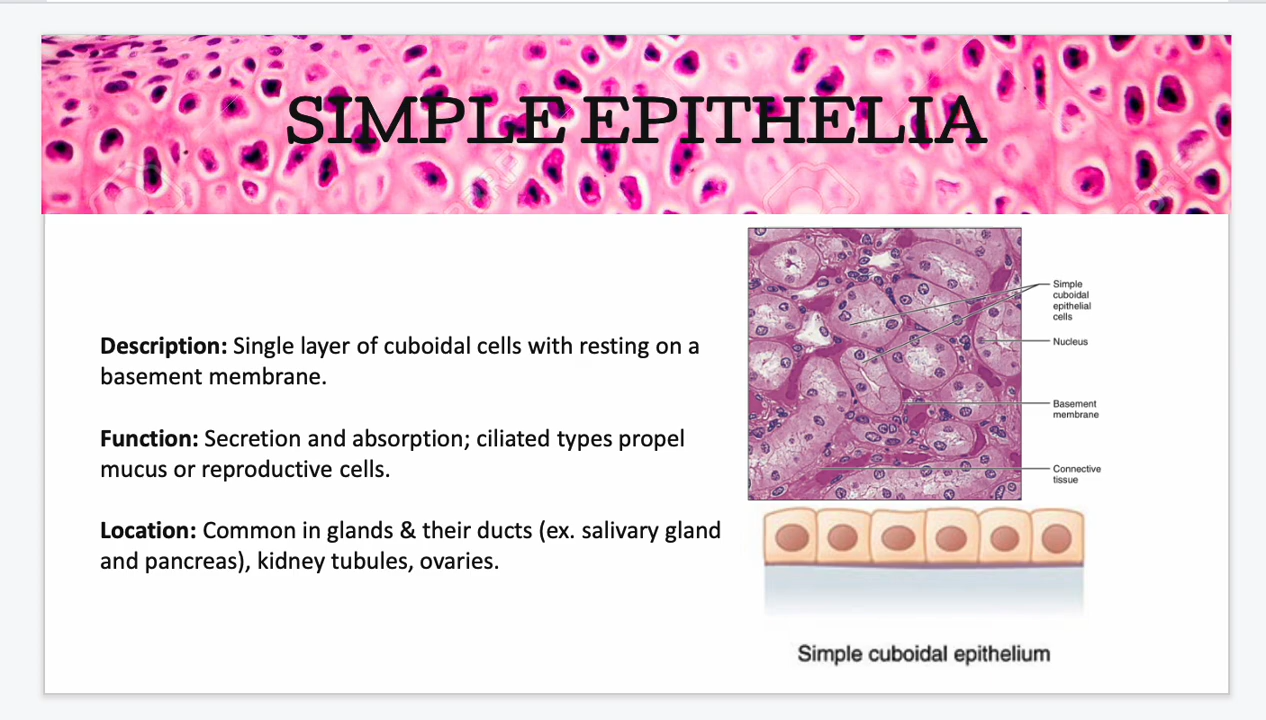 SIMPLE EPITHELIA
Description: Single layer of cuboidal cells with resting on a
basement membrane.
Function: Secretion and absorption; ciliated types propel
mucus or reproductive cells.
Location: Common in glands & their ducts (ex. salivary gland
and pancreas), kidney tubules, ovaries.
Simple
cuboidal
epithelial
cells
Nucleus
Basement
membrane
Connective
tissue
Simple cuboidal epithelium